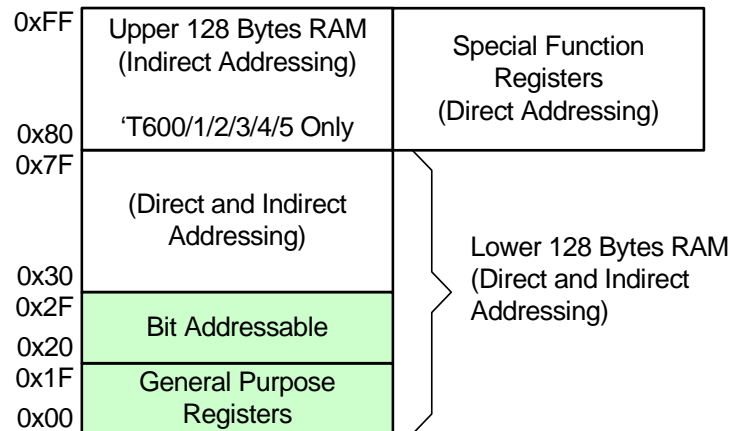 0xFF
Upper 128 Bytes RAM
(Indirect Addressing)
‘T600/1/2/3/4/5 Only
0x80
Special Function
Registers
(Direct Addressing)
0x7F
(Direct and Indirect
Addressing)
0x30
0x2F
Bit Addressable
0x20
0x1F
General Purpose
Registers
0x00
Lower 128 Bytes RAM
(Direct and Indirect
Addressing)